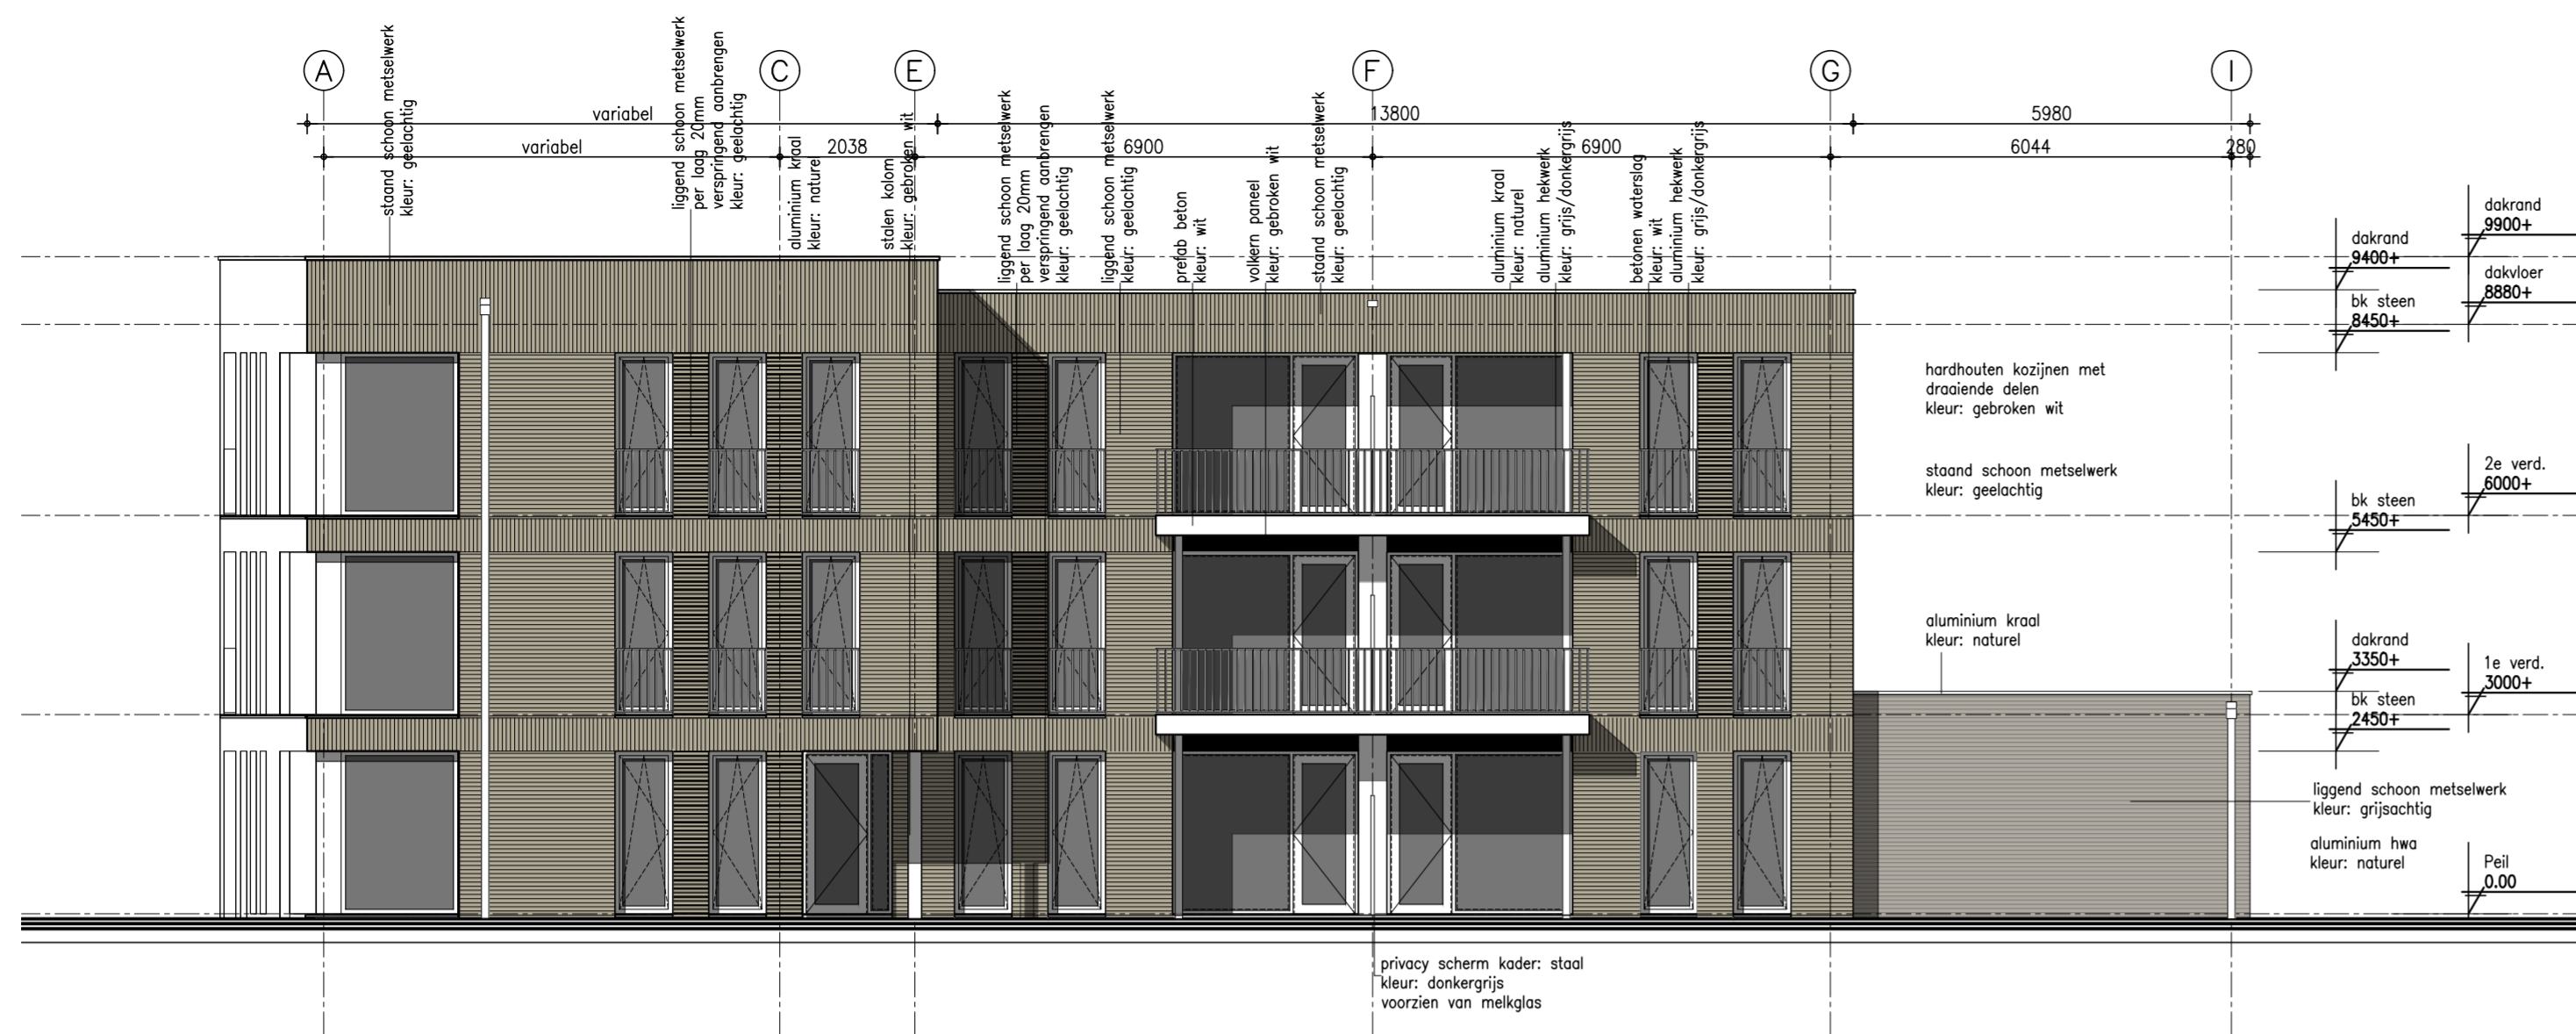 A
C
E
F
G
I
variabel
13800
5980
variabel
2038
6900
6900
6044
280
staand schoon metselwerk
kleur: geelachtig
liggend schoon metselwerk
per laag 20mm
verspringend aanbrengen
kleur: geelachtig
aluminium kraal
kleur: naturel
stalen kolom
kleur: gebroken wit
liggend schoon metselwerk
per laag 20mm
verspringend aanbrengen
kleur: geelachtig
liggend schoon metselwerk
kleur: geelachtig
prefab beton
kleur: wit
volkern paneel
kleur: gebroken wit
staand schoon metselwerk
kleur: geelachtig
aluminium kraal
kleur: naturel
aluminium hekwerk
kleur: grijs/donkergrijs
betonen waterslag
kleur: wit
aluminium hekwerk
kleur: grijs/donkergrijs
dakrand
9900+
dakrand
9400+
dakvloer
8880+
bk steen
8450+
hardhouten kozijnen met
draaiende delen
kleur: gebroken wit
staand schoon metselwerk
kleur: geelachtig
2e verd.
6000+
bk steen
5450+
aluminium kraal
kleur: naturel
dakrand
3350+
1e verd.
3000+
bk steen
2450+
liggend schoon metselwerk
kleur: grijsachtig
aluminium hwa
kleur: naturel
Peil
0.00
privacy scherm kader: staal
kleur: donkergrijs
voorzien van melkglas